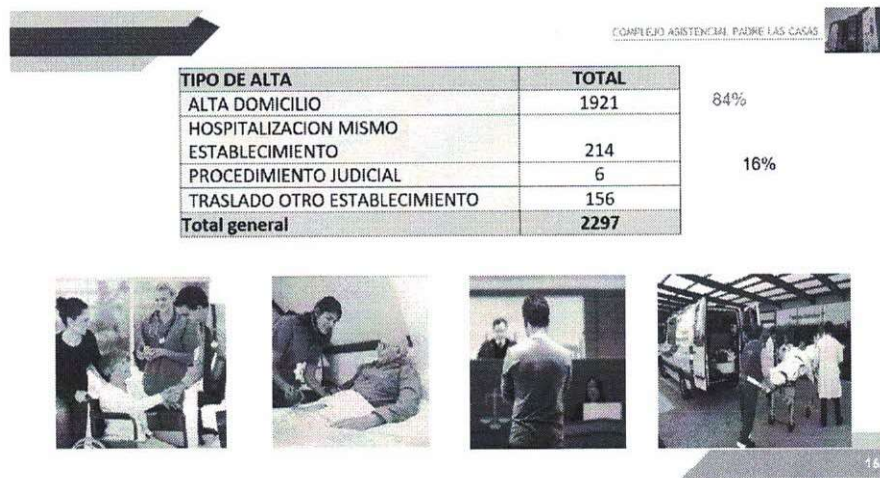 COMPLEJO ASISTENCIAL PADRE LAS CASAS
TIPO DE ALTA TOTAL
ALTA DOMICILIO 1921
84%
HOSPITALIZACION MISMO
ESTABLECIMIENTO 214
16%
PROCEDIMIENTO JUDICIAL 6
TRASLADO OTRO ESTABLECIMIENTO 156
Total general 2297
16